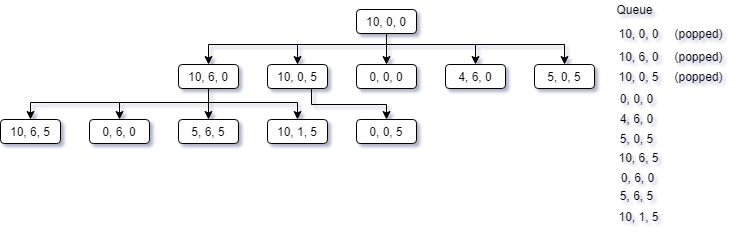 10, 0, 0
10, 6, 0
10, 0, 5
0, 0, 0
4, 6, 0
5, 0, 5
10, 6, 5
0, 6, 0
5, 6, 5
10, 1, 5
0, 0, 5
Queue
10, 0, 0 (popped)
10, 6, 0 (popped)
10, 0, 5 (popped)
0, 0, 0
4, 6, 0
5, 0, 5
10, 6, 5
0, 6, 0
5, 6, 5
10, 1, 5